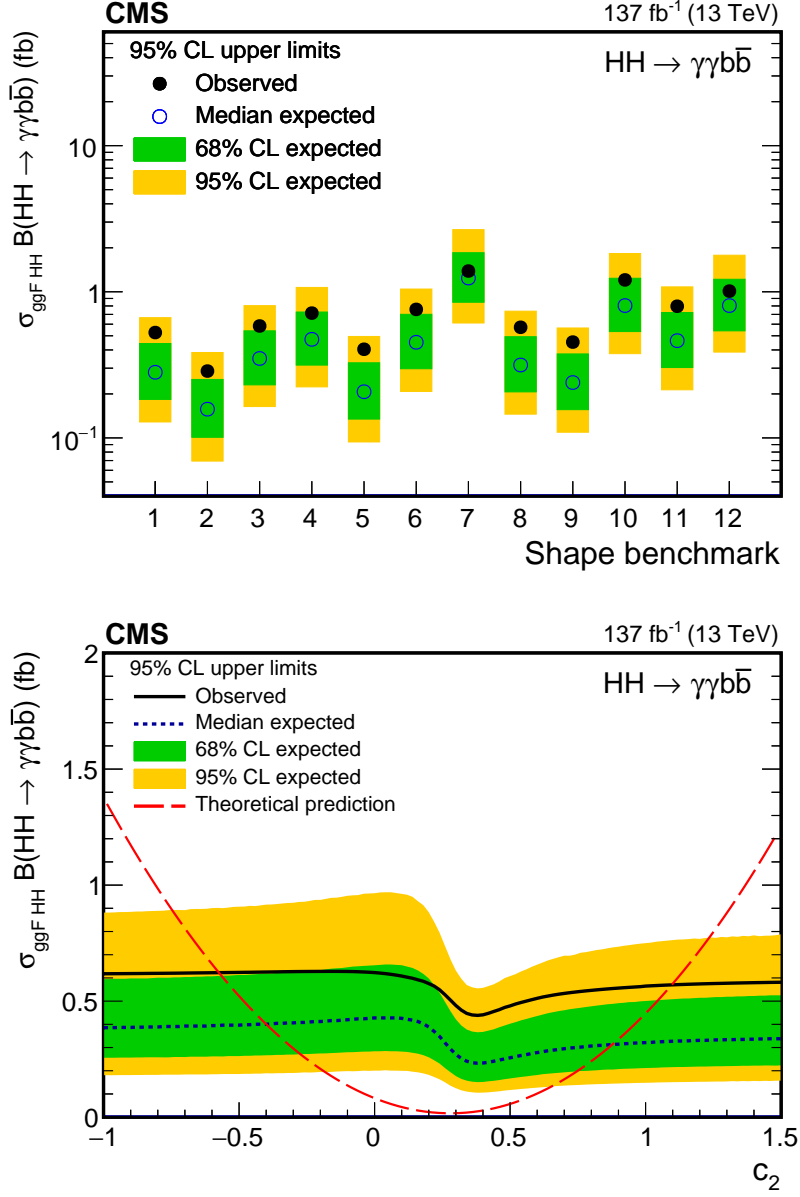 CMS 137 fb⁻¹ (13 TeV)
σ_ggF HH B(HH → γγbb̅) (fb)
95% CL upper limits
HH → γγbb̅
Observed
Median expected
68% CL expected
95% CL expected
10
1
10⁻¹
1 2 3 4 5 6 7 8 9 10 11 12
Shape benchmark
CMS 137 fb⁻¹ (13 TeV)
σ_ggF HH B(HH → γγbb̅) (fb)
2
95% CL upper limits
HH → γγbb̅
Observed
Median expected
68% CL expected
95% CL expected
Theoretical prediction
1.5
1
0.5
0
−1 −0.5 0 0.5 1 1.5
c₂